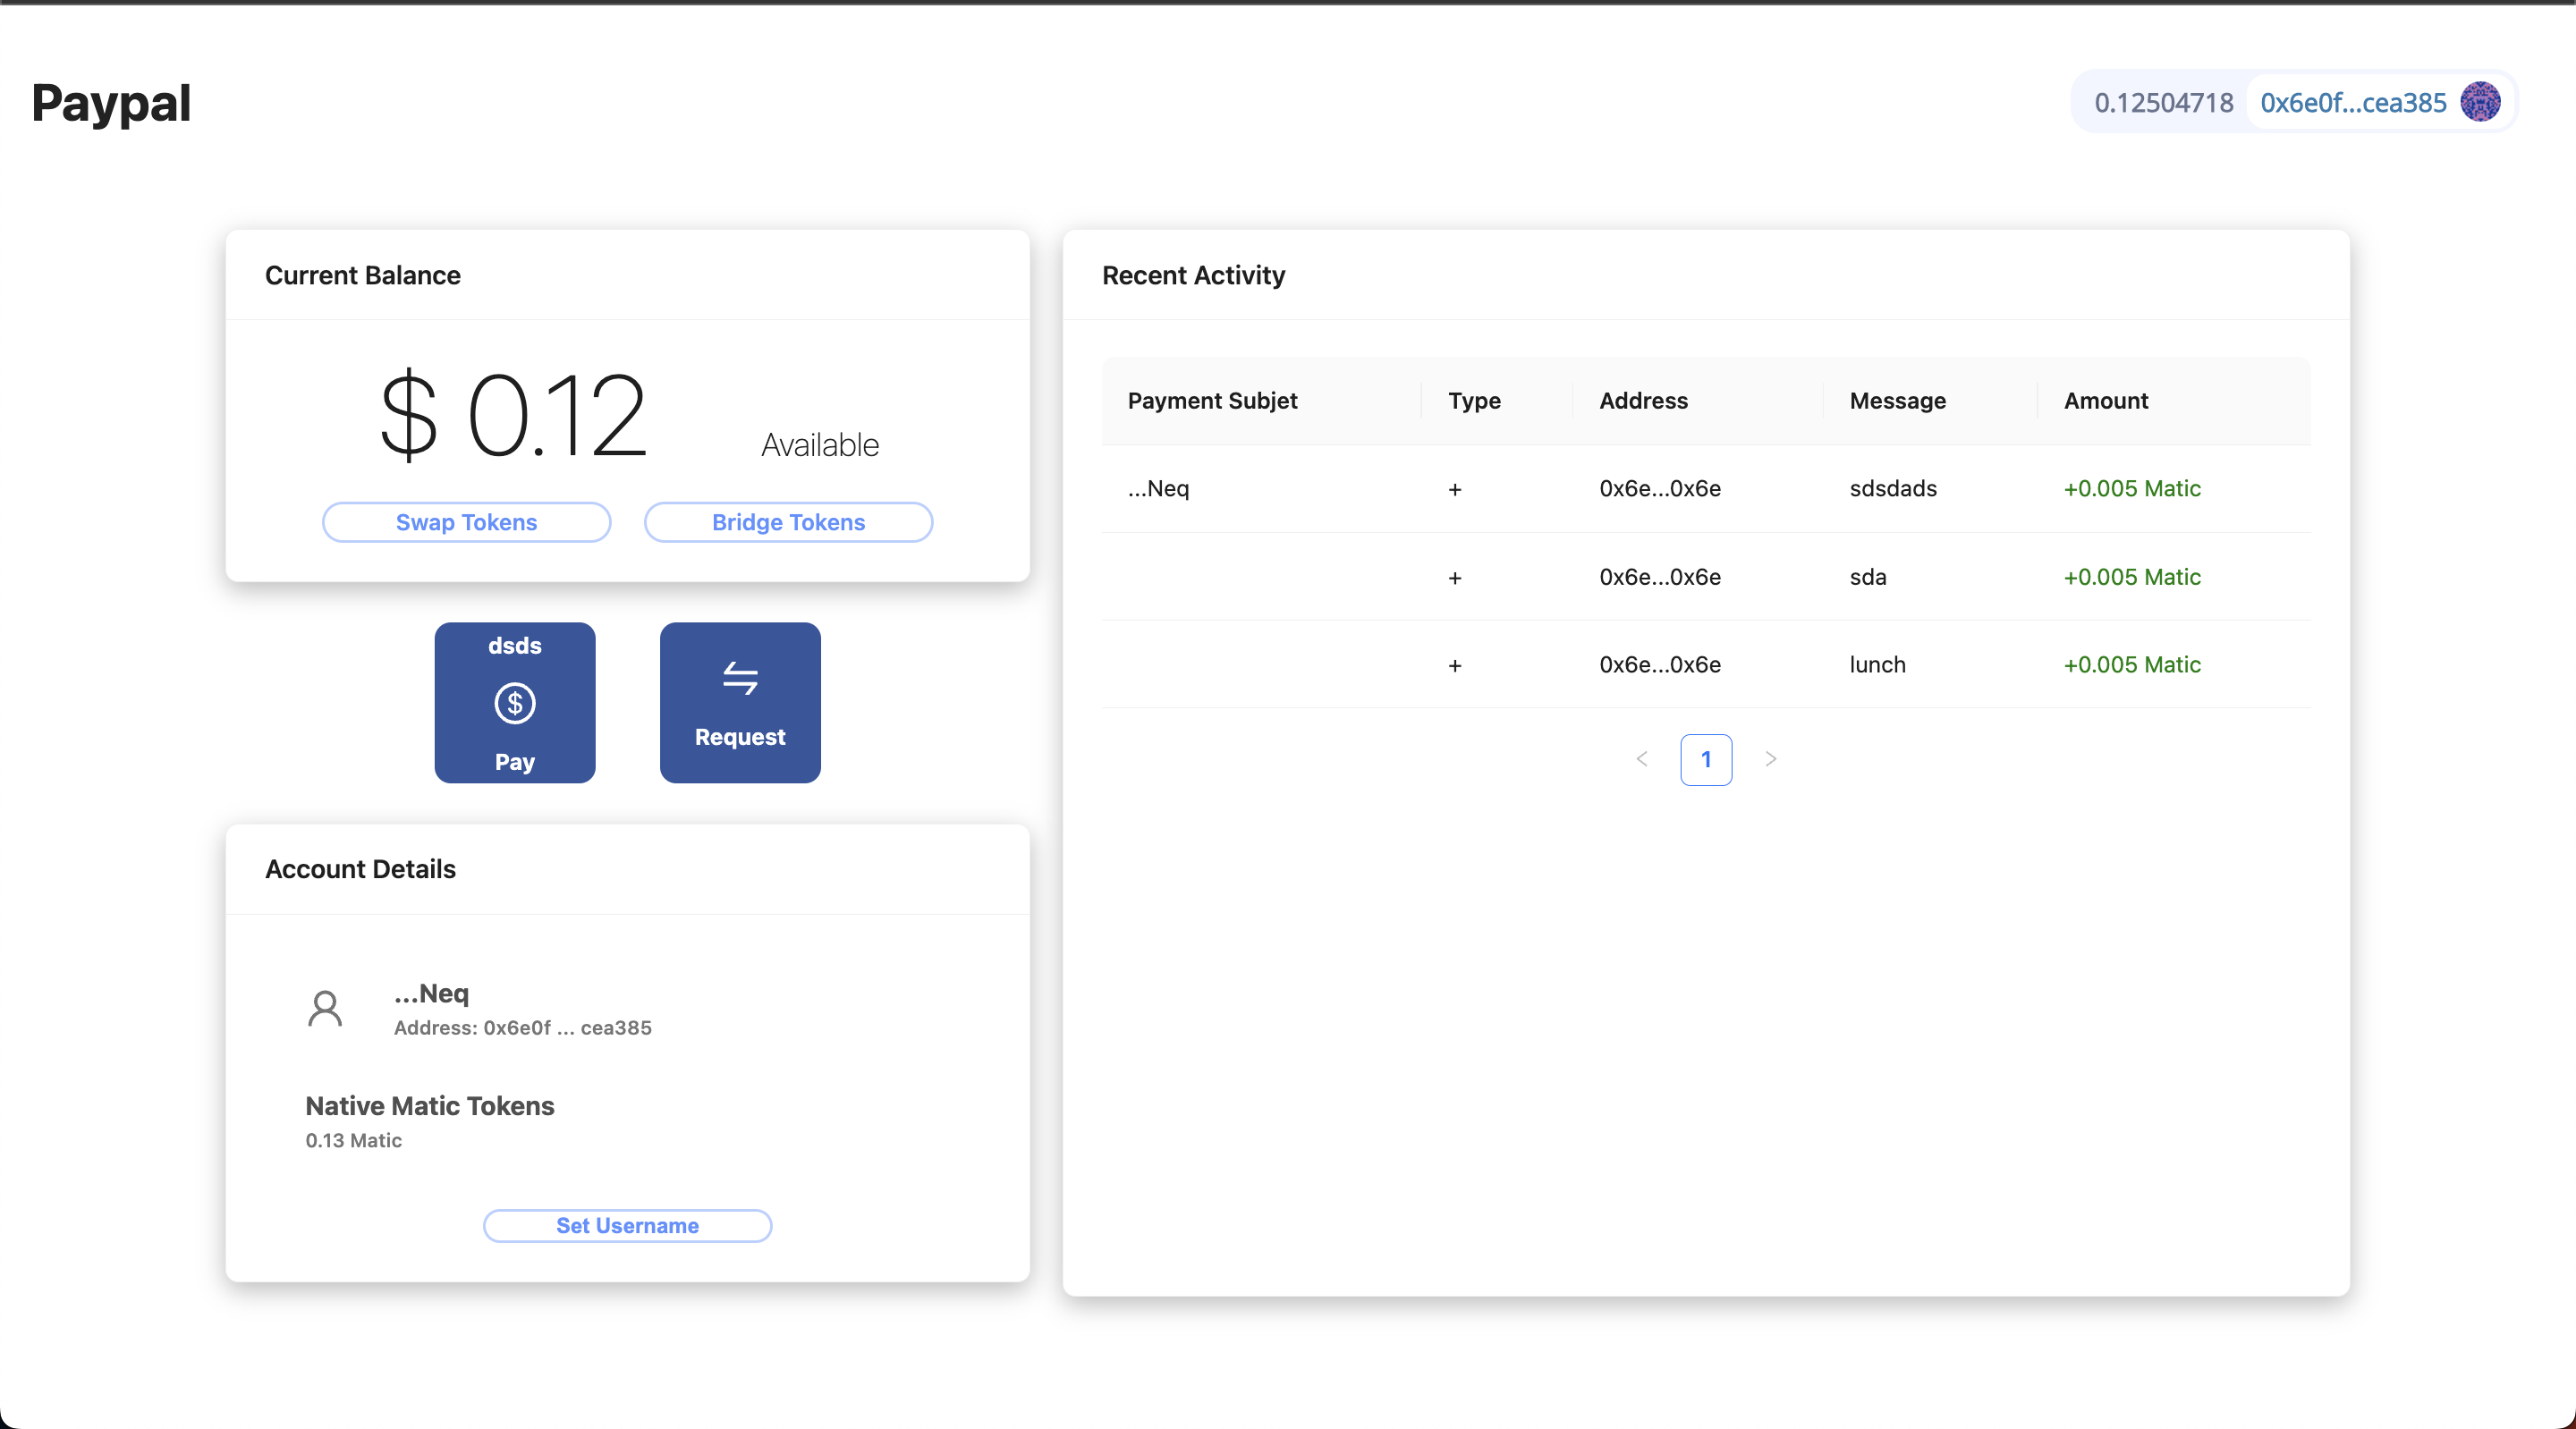 Paypal
0.12504718 0x6e0f...cea385
Current Balance
$ 0.12 Available
Swap Tokens Bridge Tokens
dsds
$
Pay
Request
Account Details
...Neq
Address: 0x6e0f ... cea385
Native Matic Tokens
0.13 Matic
Set Username
Recent Activity
Payment Subjet Type Address Message Amount
...Neq + 0x6e...0x6e sdsdads +0.005 Matic
+ 0x6e...0x6e sda +0.005 Matic
+ 0x6e...0x6e lunch +0.005 Matic
< 1 >